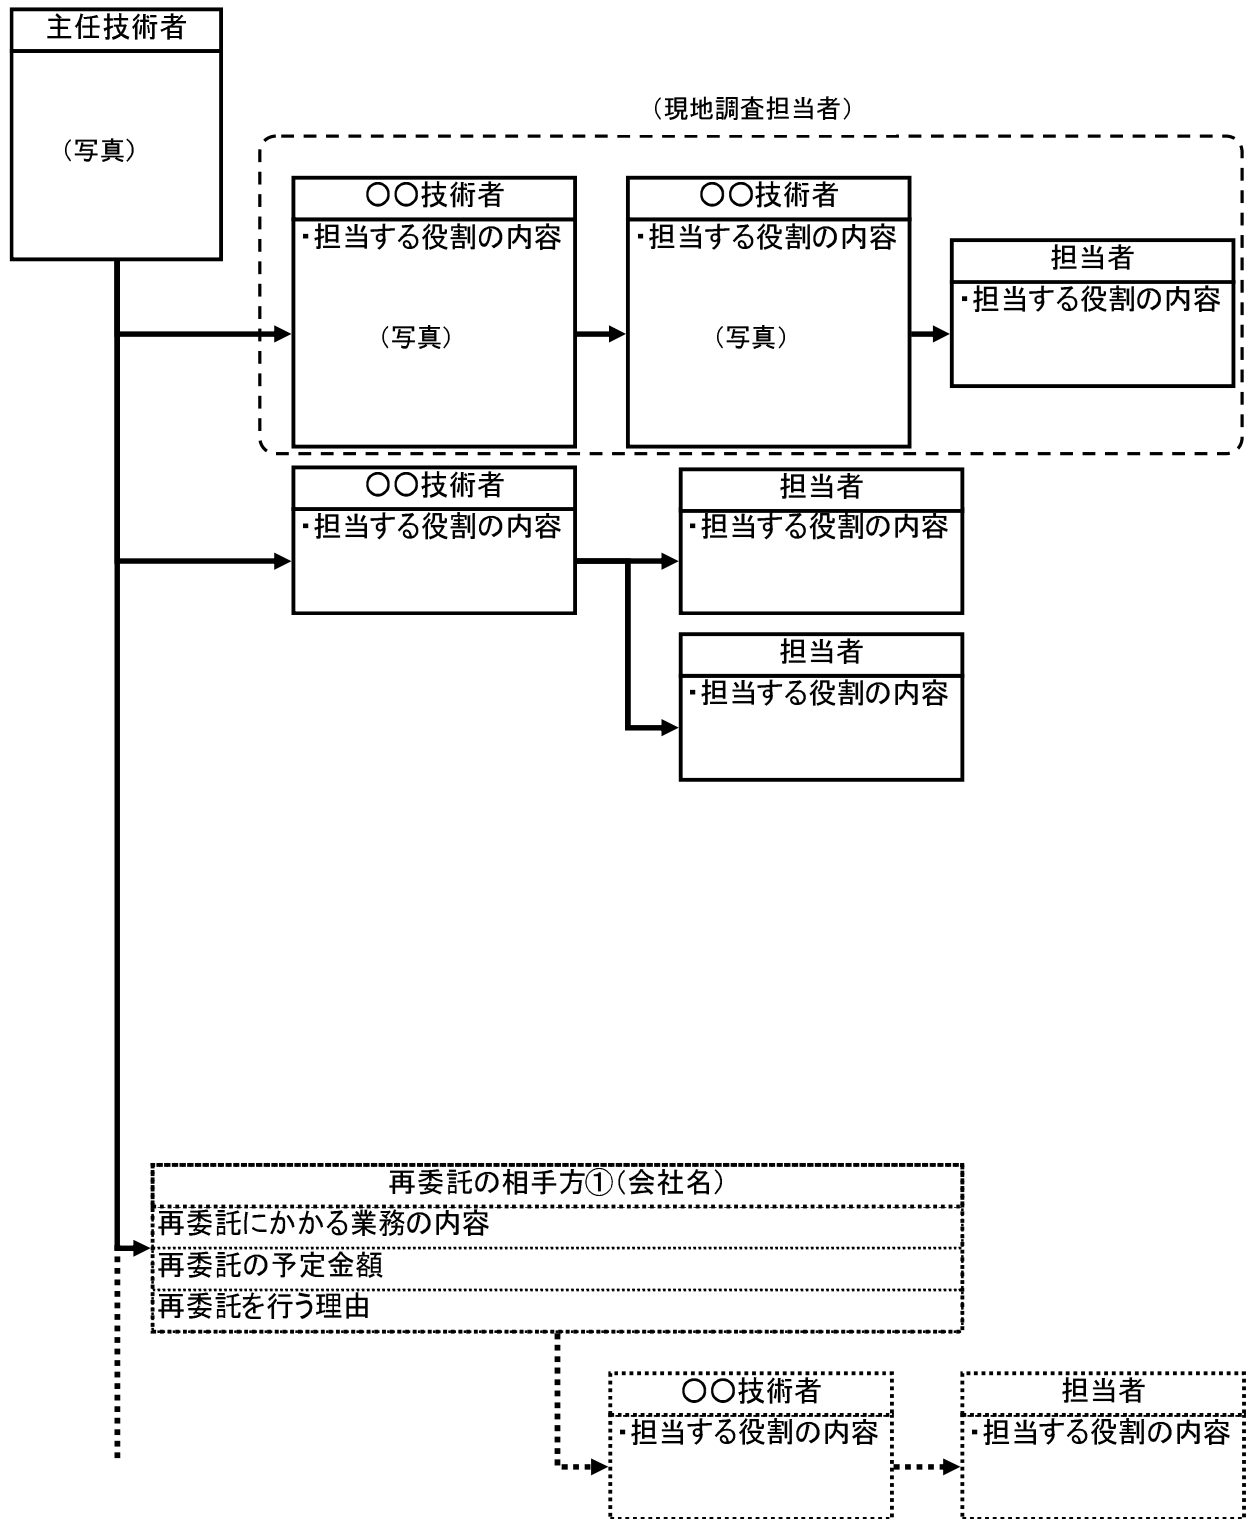 主任技術者
（写真）
（現地調査担当者）
〇〇技術者
・担当する役割の内容
（写真）
〇〇技術者
・担当する役割の内容
（写真）
担当者
・担当する役割の内容
〇〇技術者
・担当する役割の内容
担当者
・担当する役割の内容
担当者
・担当する役割の内容
再委託の相手方①（会社名）
再委託にかかる業務の内容
再委託の予定金額
再委託を行う理由
〇〇技術者
・担当する役割の内容
担当者
・担当する役割の内容